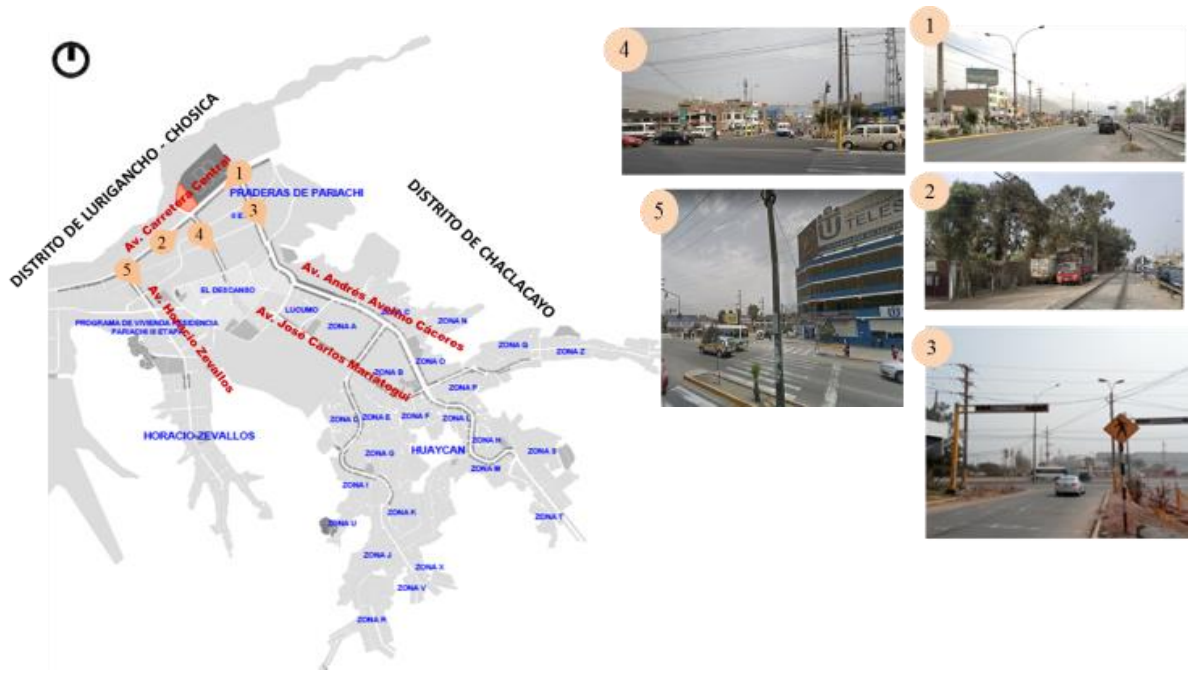 DISTRITO DE LURIGANCHO - CHOSICA
Av. Carretera Central
1
PRADERAS DE PARIACHI
II E.
3
2
4
5
DISTRITO DE CHACLACAYO
EL DESCANSO
LUCUMO
Av. Andrés Avelino Cáceres
Av. Horacio Zevallos
PROGRAMA DE VIVIENDA RESIDENCIA
PARIACHI III ETAPA
Av. José Carlos Mariátegui
ZONA A
ZONA C
ZONA N
ZONA B
ZONA O
ZONA Q
ZONA Z
ZONA P
ZONA D
ZONA E
ZONA F
ZONA L
HORACIO-ZEVALLOS
HUAYCAN
ZONA H
ZONA S
ZONA G
ZONA M
ZONA I
ZONA K
ZONA T
ZONA U
ZONA J
ZONA X
ZONA V
ZONA R
4
1
5
TELES
2
3